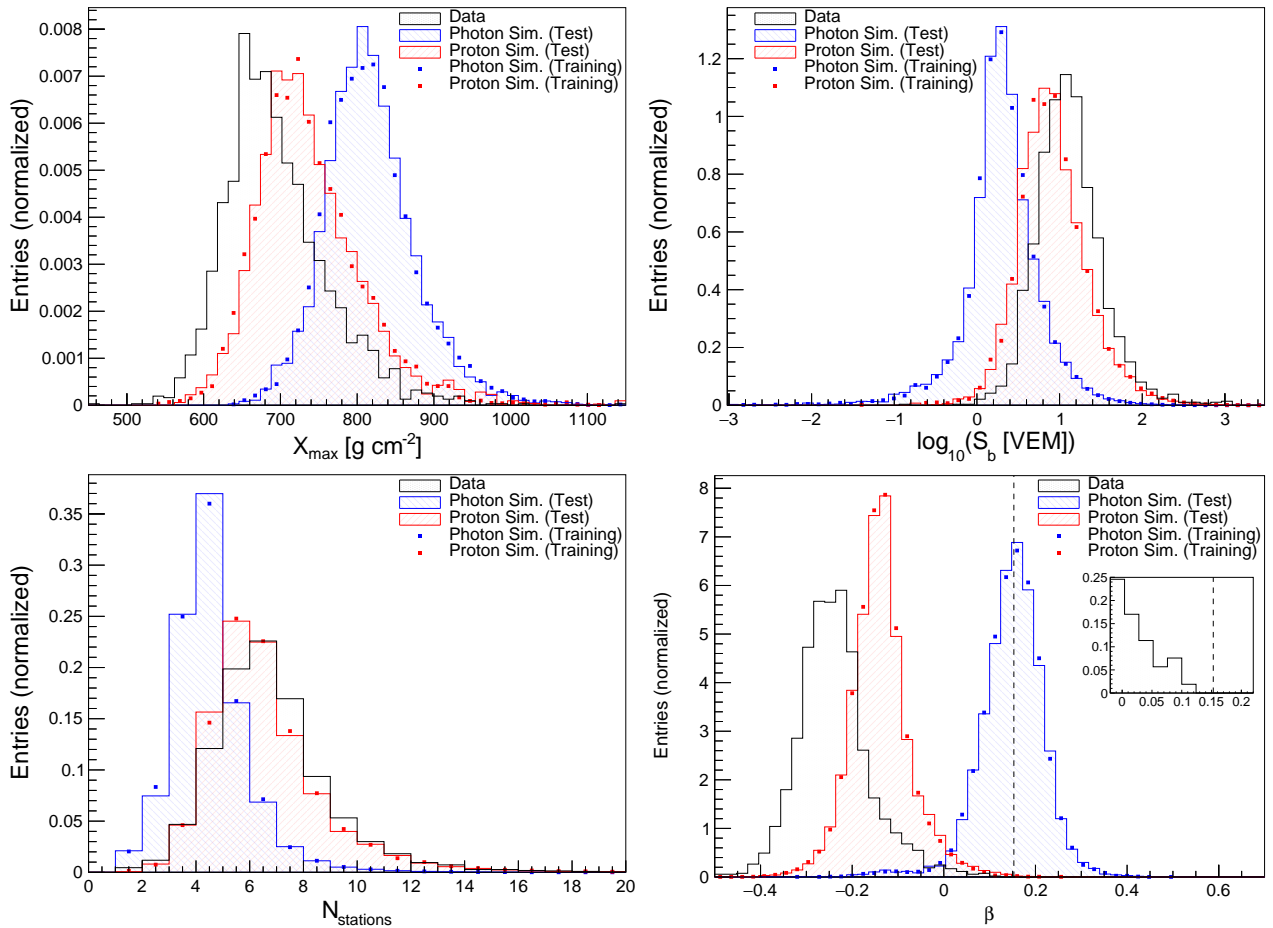 Data
Photon Sim. (Test)
Proton Sim. (Test)
Photon Sim. (Training)
Proton Sim. (Training)
Entries (normalized)
0.008
0.007
0.006
0.005
0.004
0.003
0.002
0.001
0
500 600 700 800 900 1000 1100
X_max [g cm^-2]
Data
Photon Sim. (Test)
Proton Sim. (Test)
Photon Sim. (Training)
Proton Sim. (Training)
Entries (normalized)
1.2
1
0.8
0.6
0.4
0.2
0
−3 −2 −1 0 1 2 3
log_10(S_b [VEM])
Data
Photon Sim. (Test)
Proton Sim. (Test)
Photon Sim. (Training)
Proton Sim. (Training)
Entries (normalized)
0.35
0.3
0.25
0.2
0.15
0.1
0.05
0
0 2 4 6 8 10 12 14 16 18 20
N_stations
Data
Photon Sim. (Test)
Proton Sim. (Test)
Photon Sim. (Training)
Proton Sim. (Training)
Entries (normalized)
8
7
6
5
4
3
2
1
0
−0.4 −0.2 0 0.2 0.4 0.6
β
0.25
0.2
0.15
0.1
0.05
0
0 0.05 0.1 0.15 0.2